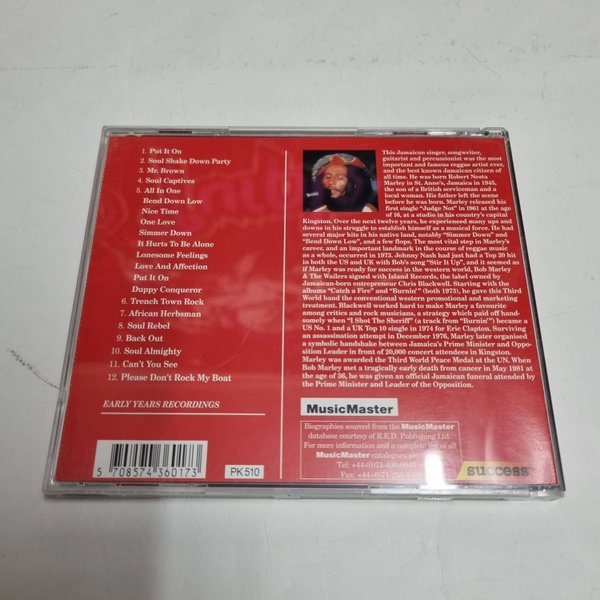 1. Put It On
2. Soul Shake Down Party
3. Mr. Brown
4. Soul Captives
5. All In One
Bend Down Low
Nice Time
One Love
Simmer Down
It Hurts To Be Alone
Lonesome Feelings
Love And Affection
Put It On
Duppy Conqueror
6. Trench Town Rock
7. African Herbsman
8. Soul Rebel
9. Back Out
10. Soul Almighty
11. Can't You See
12. Please Don't Rock My Boat
EARLY YEARS RECORDINGS
5 708574 360173
PK 510
This Jamaican singer, songwriter,
guitarist and percussionist was the most
important and famous reggae artist ever,
and the best known Jamaican citizen of
all time. He was born Robert Nesta
Marley in St. Anne's, Jamaica in 1945,
the son of a British serviceman and a
local woman. His father left the scene
before he was born. Marley released his
first single "Judge Not" in 1961 at the age
of 16, at a studio in his country's capital
Kingston. Over the next twelve years, he experienced many ups and
downs in his struggle to establish himself as a musical force. He had
several major hits in his native land, notably "Simmer Down" and
"Bend Down Low", and a few flops. The most vital step in Marley's
career, and an important landmark in the course of reggae music
as a whole, occurred in 1973. Johnny Nash had just had a Top 20 hit
in both the US and UK with Bob's song "Stir It Up", and it seemed as
if Marley was ready for success in the western world, Bob Marley
& The Wailers signed with Island Records, the label owned by
Jamaican-born entrepreneur Chris Blackwell. Starting with the
albums "Catch a Fire" and "Burnin'" (both 1973), he gave this Third
World band the conventional western promotional and marketing
treatment. Blackwell worked hard to make Marley a favourite
among critics and rock musicians, a strategy which paid off hand-
somely when "I Shot The Sheriff" (a track from "Burnin'") became a
US No. 1 and a UK Top 10 single in 1974 for Eric Clapton. Surviving
an assassination attempt in December 1976, Marley later organised
a symbolic handshake between Jamaica's Prime Minister and Oppo-
sition Leader in front of 20,000 concert attendees in Kingston.
Marley was awarded the Third World Peace Medal at the UN. When
Bob Marley met a tragically early death from cancer in May 1981 at
the age of 36, he was given an official Jamaican funeral attended by
the Prime Minister and Leader of the Opposition.
MusicMaster
Biographies sourced from the MusicMaster
database courtesy of R.E.D. Publishing Ltd.
For more information and a complete list of all
MusicMaster catalogues please
Tel: +44-(0)71-490-
Fax: +44-(0)71-253-
success